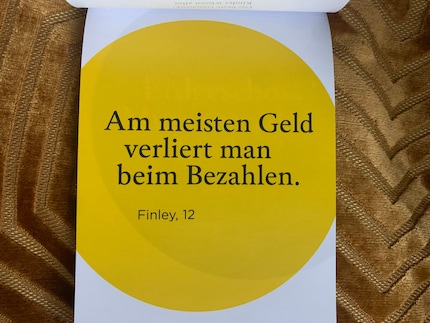 Am meisten Geld
verliert man
beim Bezahlen.
Finley, 12